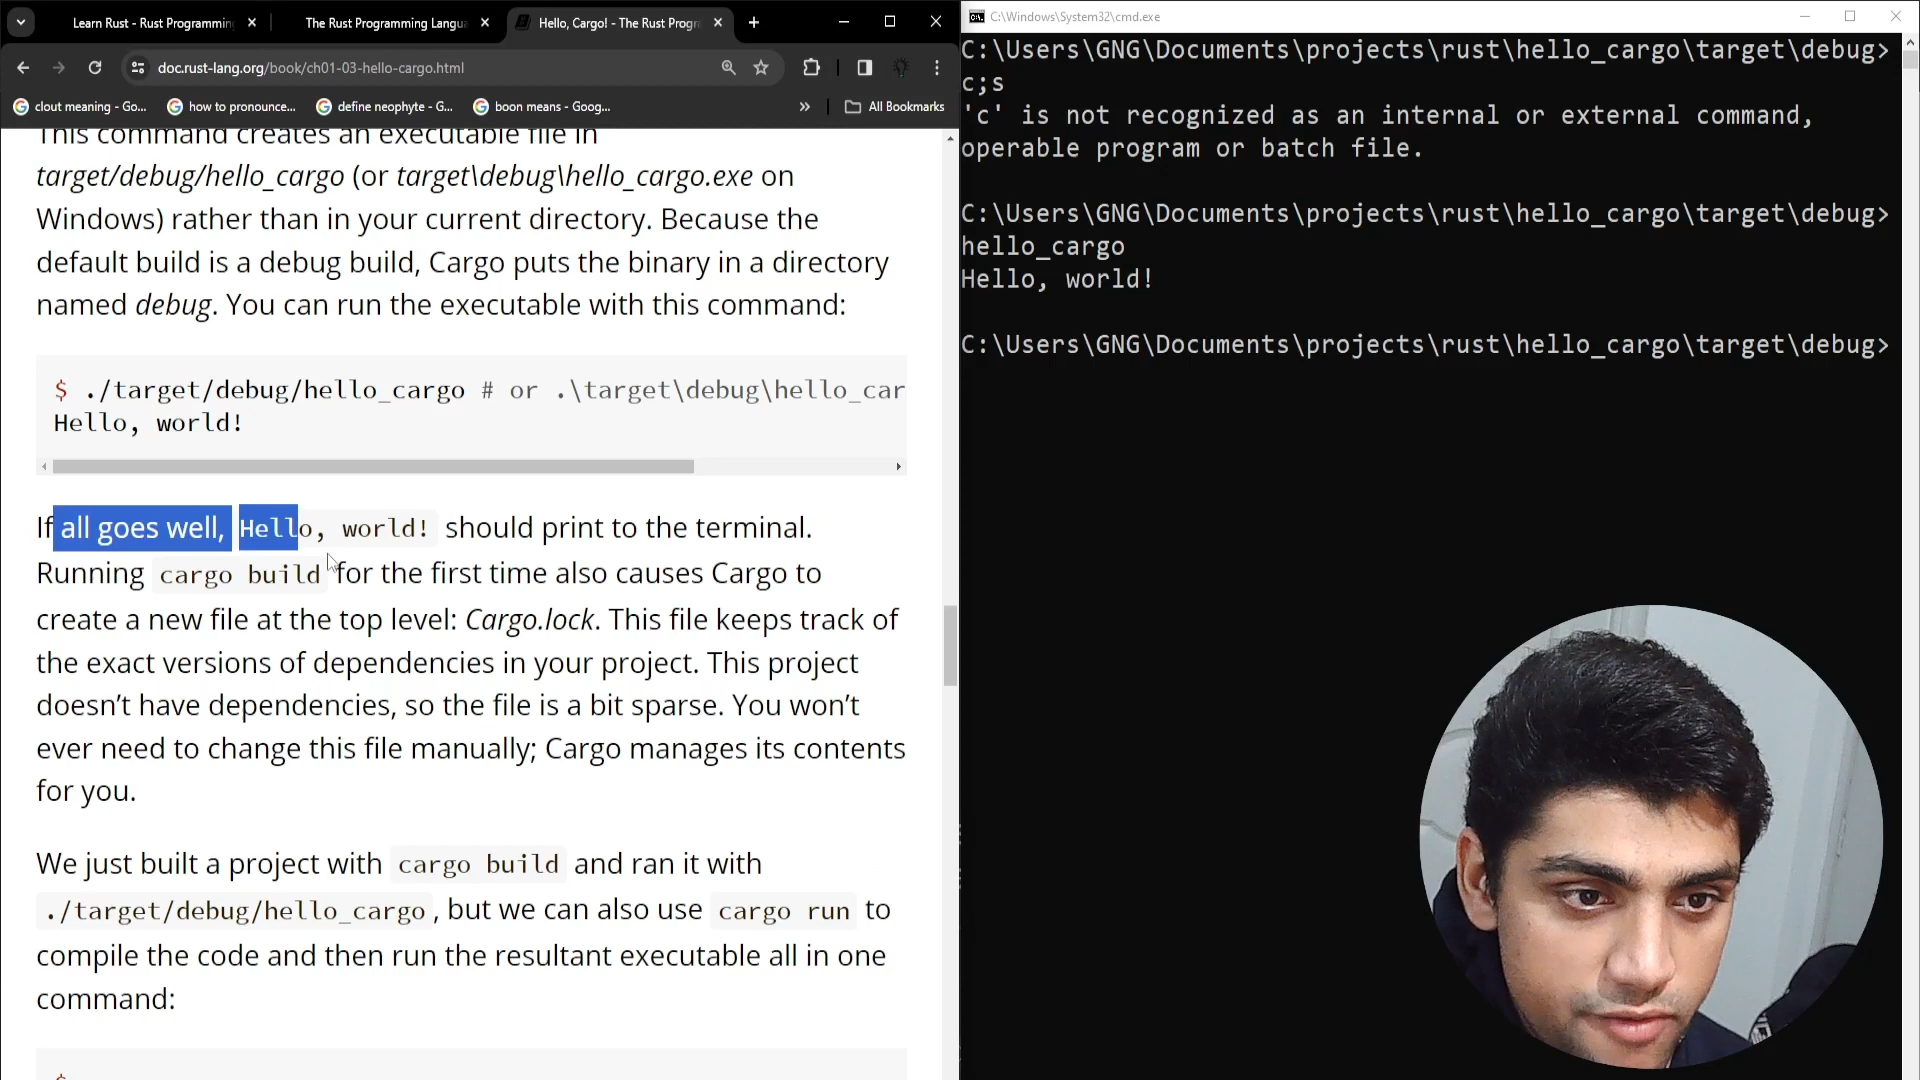 Learn Rust - Rust Programming
The Rust Programming Langu
Hello, Cargo! - The Rust Progr
doc.rust-lang.org/book/ch01-03-hello-cargo.html
clout meaning - Go...
how to pronounce...
define neophyte - G...
boon means - Goog...
»
All Bookmarks
This command creates an executable file in
target/debug/hello_cargo (or target\debug\hello_cargo.exe on
Windows) rather than in your current directory. Because the
default build is a debug build, Cargo puts the binary in a directory
named debug. You can run the executable with this command:
$ ./target/debug/hello_cargo # or .\target\debug\hello_car
Hello, world!
If all goes well, Hello, world! should print to the terminal.
Running cargo build for the first time also causes Cargo to
create a new file at the top level: Cargo.lock. This file keeps track of
the exact versions of dependencies in your project. This project
doesn’t have dependencies, so the file is a bit sparse. You won’t
ever need to change this file manually; Cargo manages its contents
for you.
We just built a project with cargo build and ran it with
./target/debug/hello_cargo, but we can also use cargo run to
compile the code and then run the resultant executable all in one
command:
$
C:\Windows\System32\cmd.exe
C:\Users\GNG\Documents\projects\rust\hello_cargo\target\debug>
c;s
'c' is not recognized as an internal or external command,
operable program or batch file.
C:\Users\GNG\Documents\projects\rust\hello_cargo\target\debug>
hello_cargo
Hello, world!
C:\Users\GNG\Documents\projects\rust\hello_cargo\target\debug>